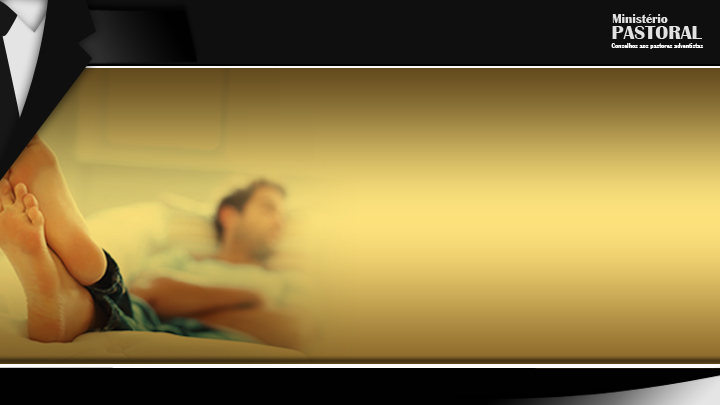 Ministério
PASTORAL
Conselhos aos pastores adventistas